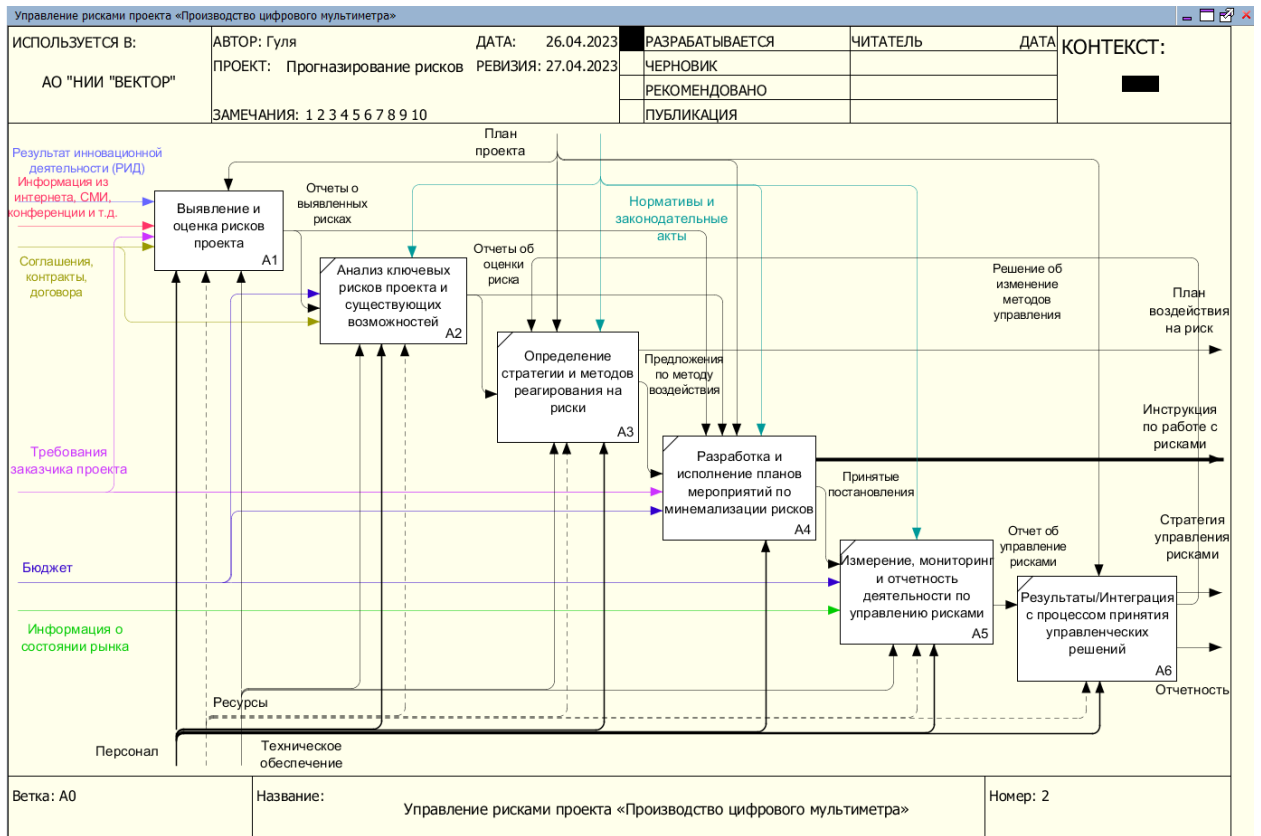 Управление рисками проекта «Производство цифрового мультиметра»
ИСПОЛЬЗУЕТСЯ В:
АО "НИИ "ВЕКТОР"
АВТОР: Гуля
ДАТА: 26.04.2023
ПРОЕКТ: Прогназирование рисков
РЕВИЗИЯ: 27.04.2023
ЗАМЕЧАНИЯ: 1 2 3 4 5 6 7 8 9 10
РАЗРАБАТЫВАЕТСЯ
ЧЕРНОВИК
РЕКОМЕНДОВАНО
ПУБЛИКАЦИЯ
ЧИТАТЕЛЬ
ДАТА
КОНТЕКСТ:
План
проекта
Результат инновационной
деятельности (РИД)
Информация из
интернета, СМИ,
конференции и т.д.
Соглашения,
контракты,
договора
Выявление и
оценка рисков
проекта
A1
Отчеты о
выявленных
рисках
Нормативы и
законодательные
акты
Анализ ключевых
рисков проекта и
существующих
возможностей
A2
Отчеты об
оценки
риска
Решение об
изменение
методов
управления
План
воздействия
на риск
Определение
стратегии и методов
реагирования на
риски
A3
Предложения
по методу
воздействия
Инструкция
по работе с
рисками
Требования
заказчика проекта
Разработка и
исполнение планов
мероприятий по
минемализации рисков
A4
Принятые
постановления
Стратегия
управления
рисками
Бюджет
Измерение, мониторинг
и отчетность
деятельности по
управлению рисками
A5
Отчет об
управление
рисками
Информация о
состоянии рынка
Результаты/Интеграция
с процессом принятия
управленческих
решений
A6
Отчетность
Ресурсы
Персонал
Техническое
обеспечение
Ветка: A0
Название:
Управление рисками проекта «Производство цифрового мультиметра»
Номер: 2